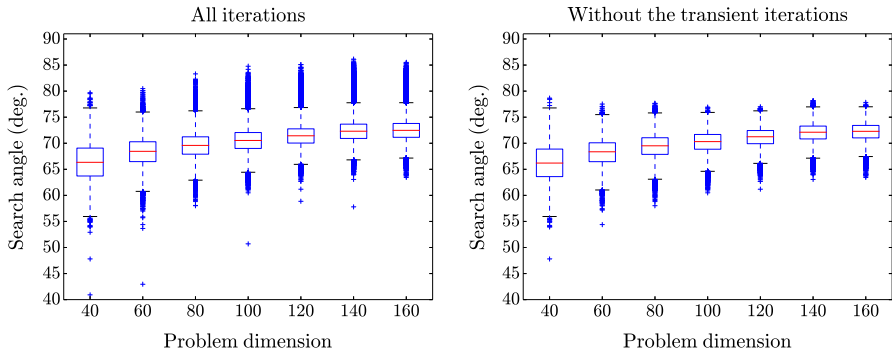 All iterations
90
85
80
75
70
65
60
55
50
45
40
Search angle (deg.)
40 60 80 100 120 140 160
Problem dimension
Without the transient iterations
90
85
80
75
70
65
60
55
50
45
40
Search angle (deg.)
40 60 80 100 120 140 160
Problem dimension